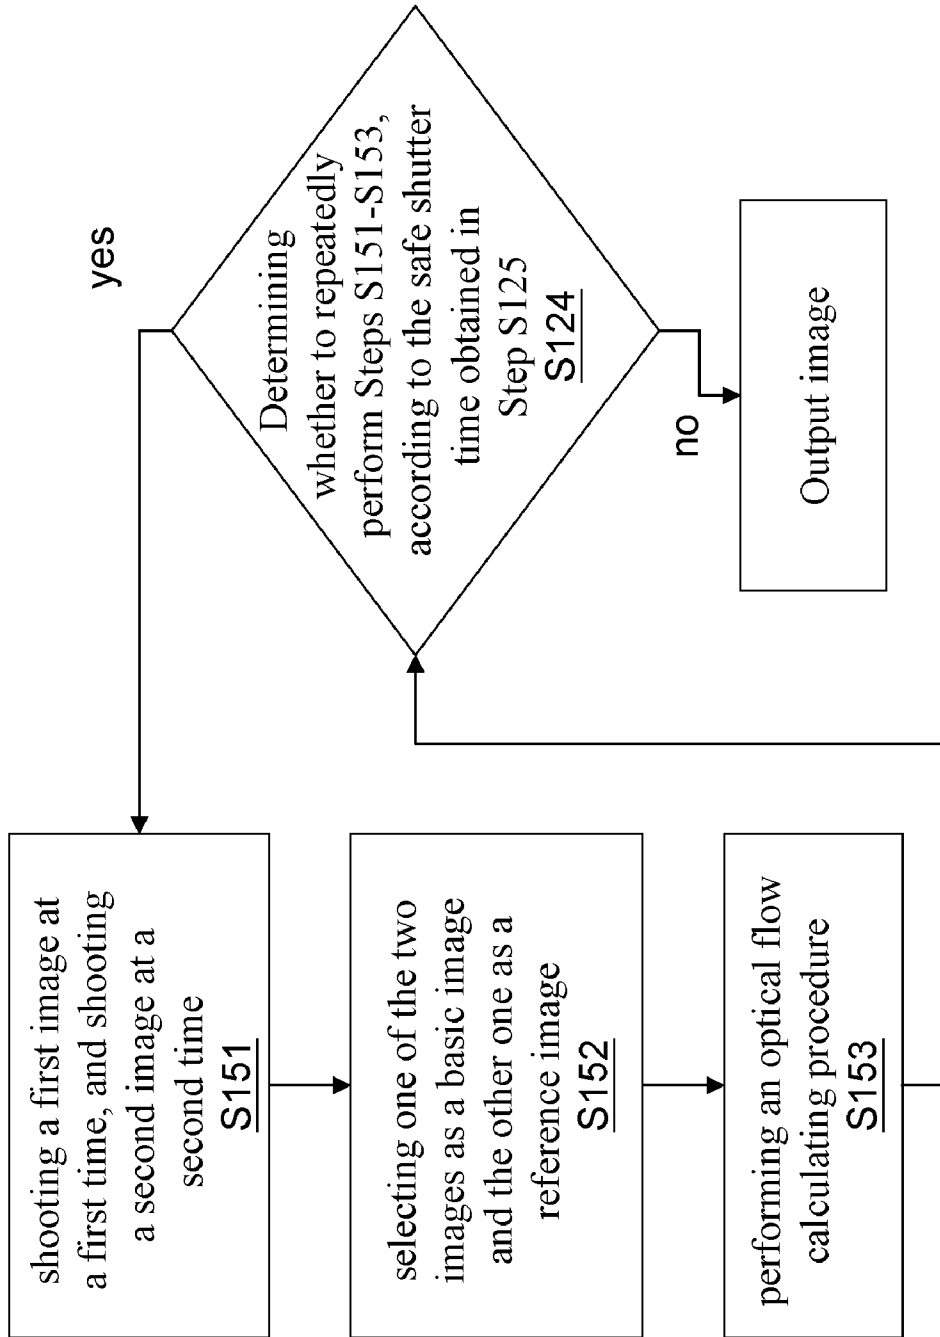 shooting a first image at
a first time, and shooting
a second image at a
second time
S151
selecting one of the two
images as a basic image
and the other one as a
reference image
S152
performing an optical flow
calculating procedure
S153
yes
Determining
whether to repeatedly
perform Steps S151-S153,
according to the safe shutter
time obtained in
Step S125
S124
no
Output image